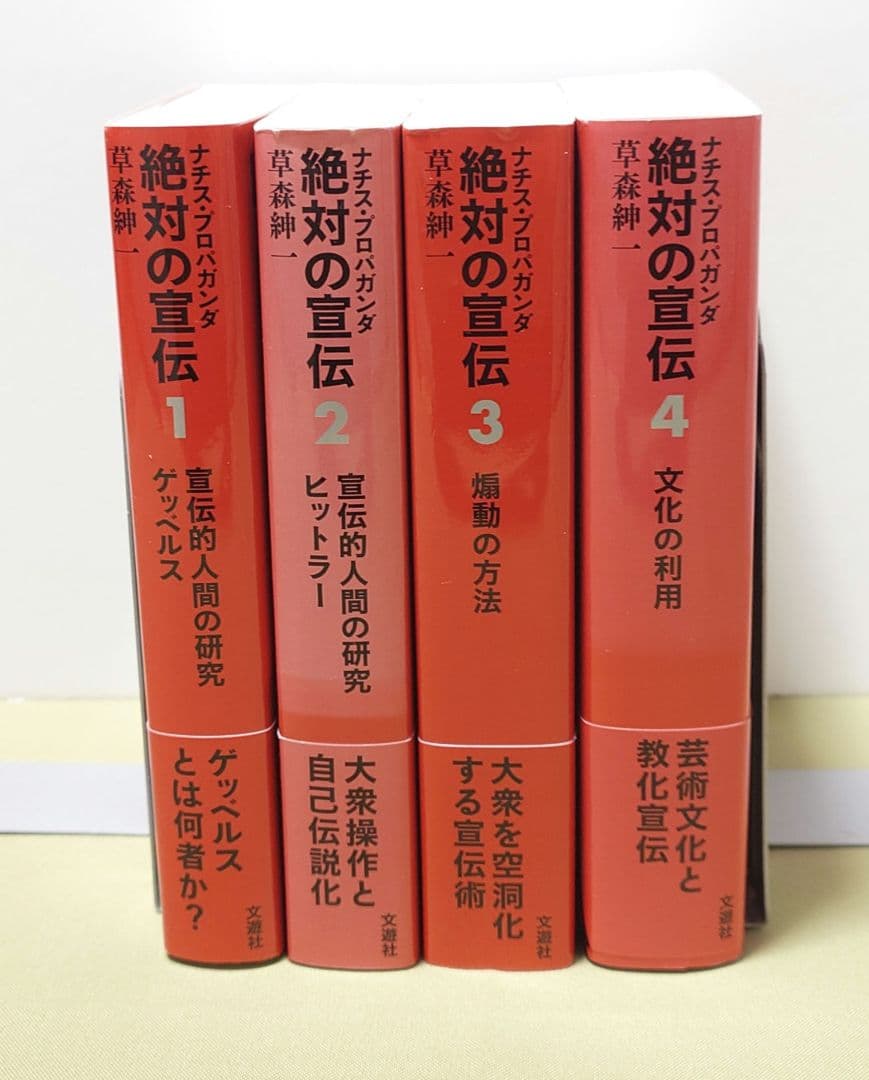 ナチス・プロパガンダ
絶対の宣伝
草森紳一
1
宣伝的人間の研究
ゲッベルス
ゲッベルス
とは何者か?
文遊社
ナチス・プロパガンダ
絶対の宣伝
草森紳一
2
宣伝的人間の研究
ヒットラー
大衆操作と
自己伝説化
文遊社
ナチス・プロパガンダ
絶対の宣伝
草森紳一
3
煽動の方法
大衆を空洞化
する宣伝術
文遊社
ナチス・プロパガンダ
絶対の宣伝
草森紳一
4
文化の利用
芸術文化と
教化宣伝
文遊社